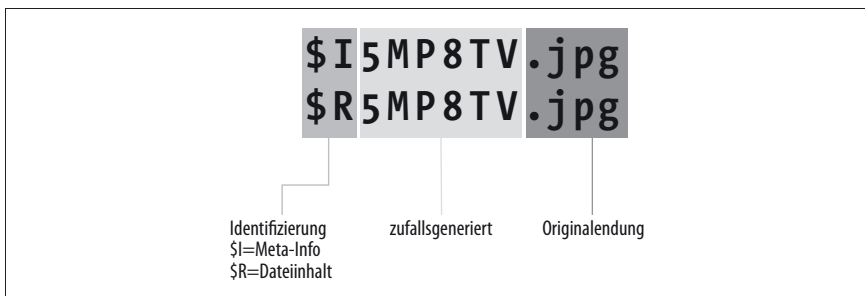 $I5MP8TV.jpg
$R5MP8TV.jpg
Identifizierung
$I=Meta-Info
$R=Dateiinhalt
zufallsgeneriert
Originalendung